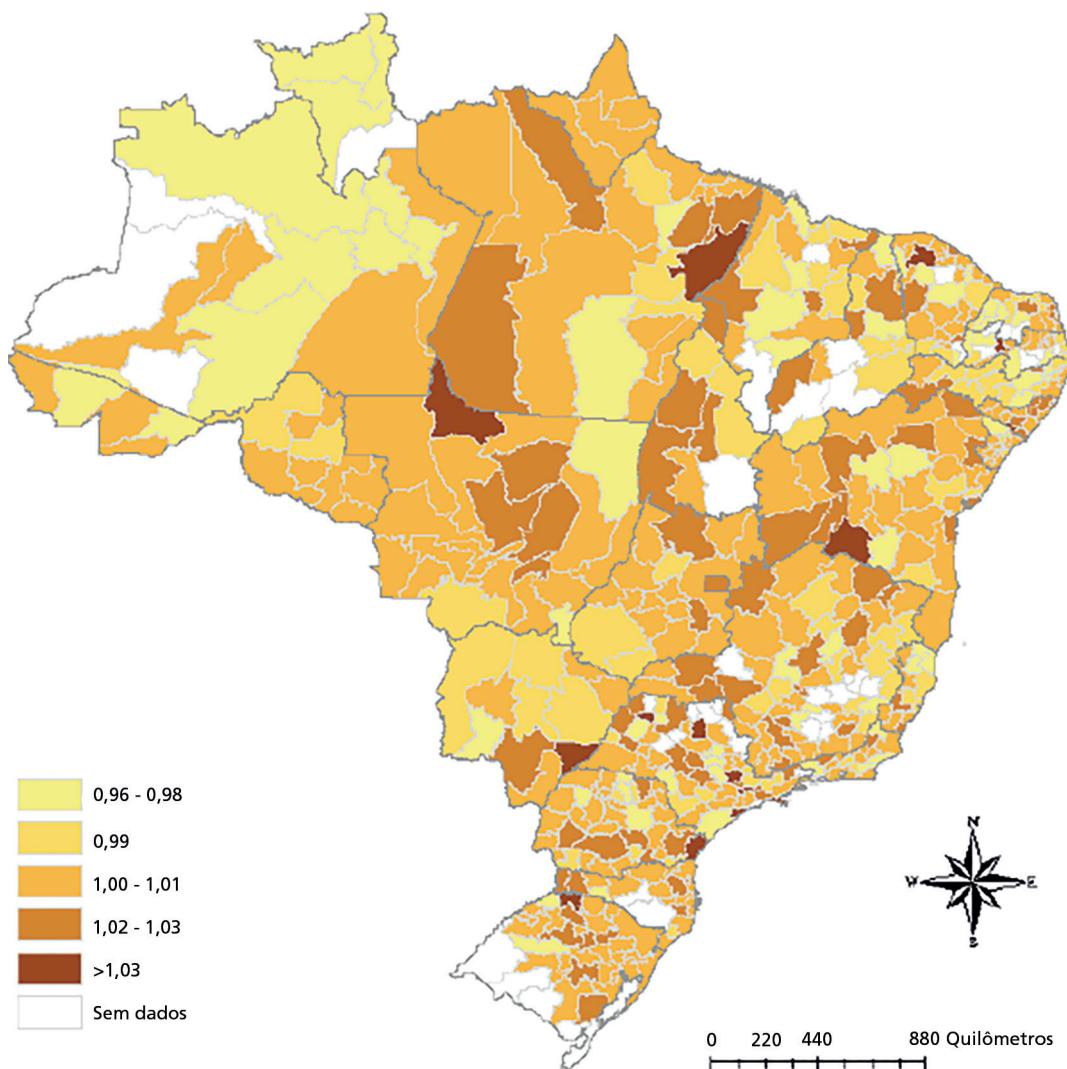 0,96 - 0,98
0,99
1,00 - 1,01
1,02 - 1,03
>1,03
Sem dados
N
W E
S
0 220 440 880 Quilômetros